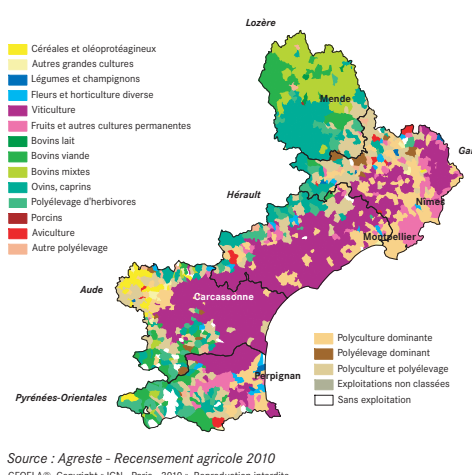 Lozère
Céréales et oléoprotéagineux
Autres grandes cultures
Légumes et champignons
Fleurs et horticulture diverse
Viticulture
Fruits et autres cultures permanentes
Bovins lait
Bovins viande
Bovins mixtes
Ovins, caprins
Polyélevage d'herbivores
Porcins
Aviculture
Autre polyélevage
Mende
Gar
Hérault
Nîmes
Montpellier
Aude
Carcassonne
Perpignan
Pyrénées-Orientales
Polyculture dominante
Polyélevage dominant
Polyculture et polyélevage
Exploitations non classées
Sans exploitation
Source : Agreste - Recensement agricole 2010